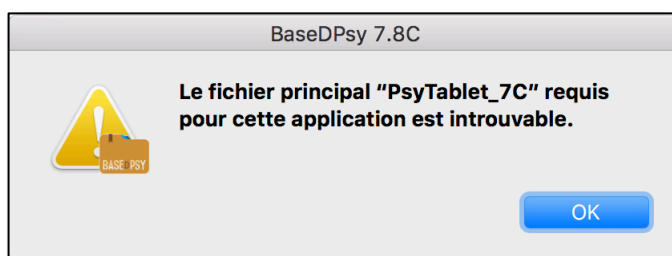 BaseDPsy 7.8C
Le fichier principal “PsyTablet_7C” requis
pour cette application est introuvable.
BASEDPSY
OK